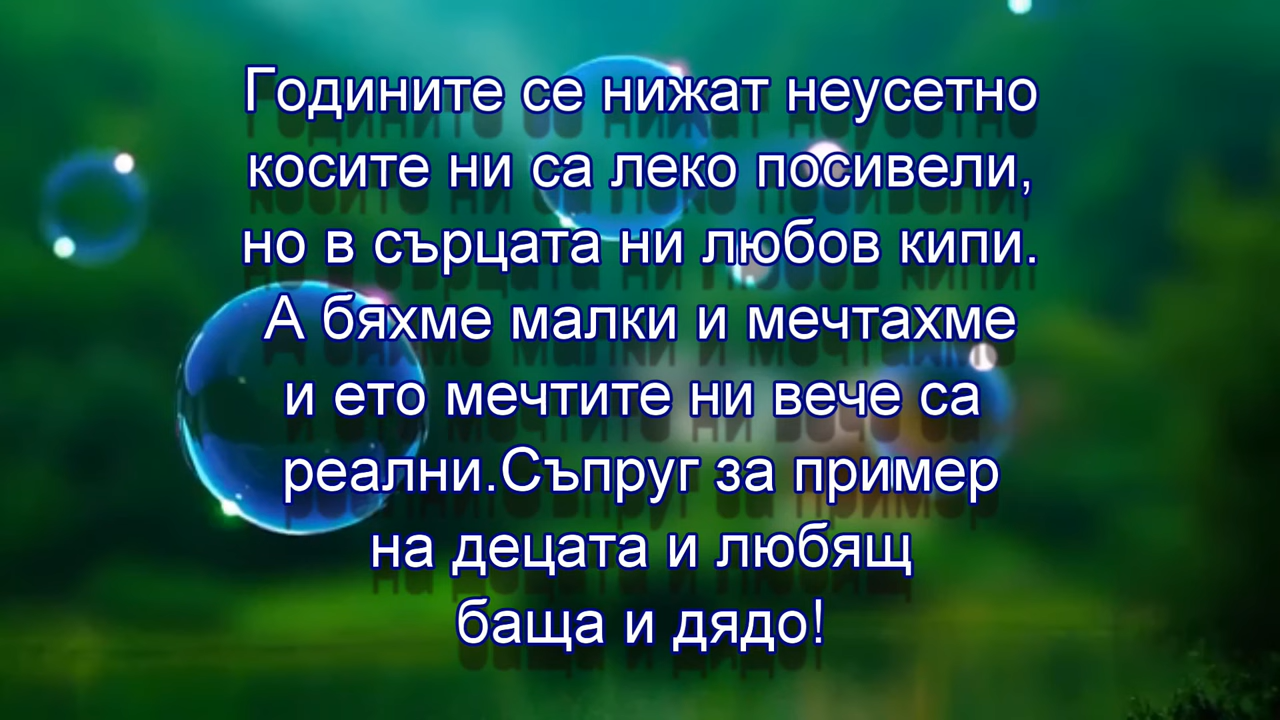 Годините се нижат неусетно
косите ни са леко посивели,
но в сърцата ни любов кипи.
А бяхме малки и мечтахме
и ето мечтите ни вече са
реални.Съпруг за пример
на децата и любящ
баща и дядо!